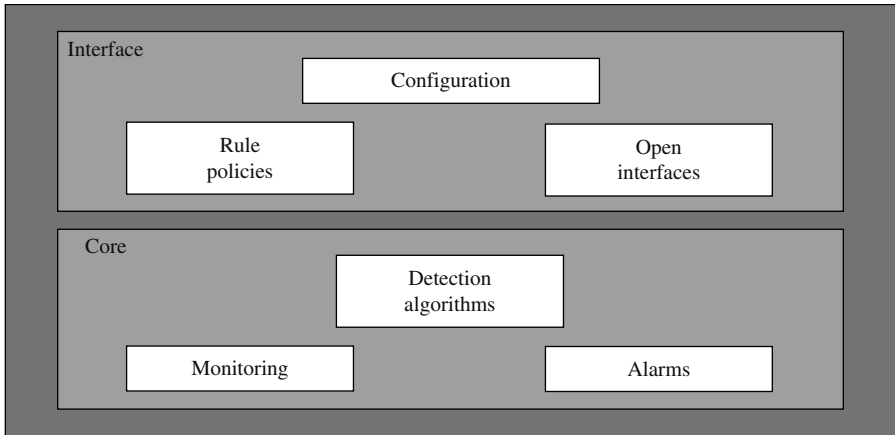 Interface
Configuration
Rule
policies
Open
interfaces
Core
Detection
algorithms
Monitoring
Alarms